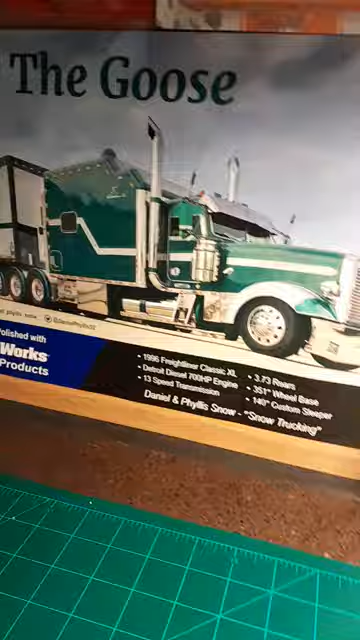 The Goose
@DanielPhyllis02
olished with
Works
Products
• 1996 Freightliner Classic XL
• Detroit Diesel 700HP Engine
• 13 Speed Transmission
• 3.73 Rears
• 351" Wheel Base
• 140" Custom Sleeper
Daniel & Phyllis Snow - "Snow Trucking"